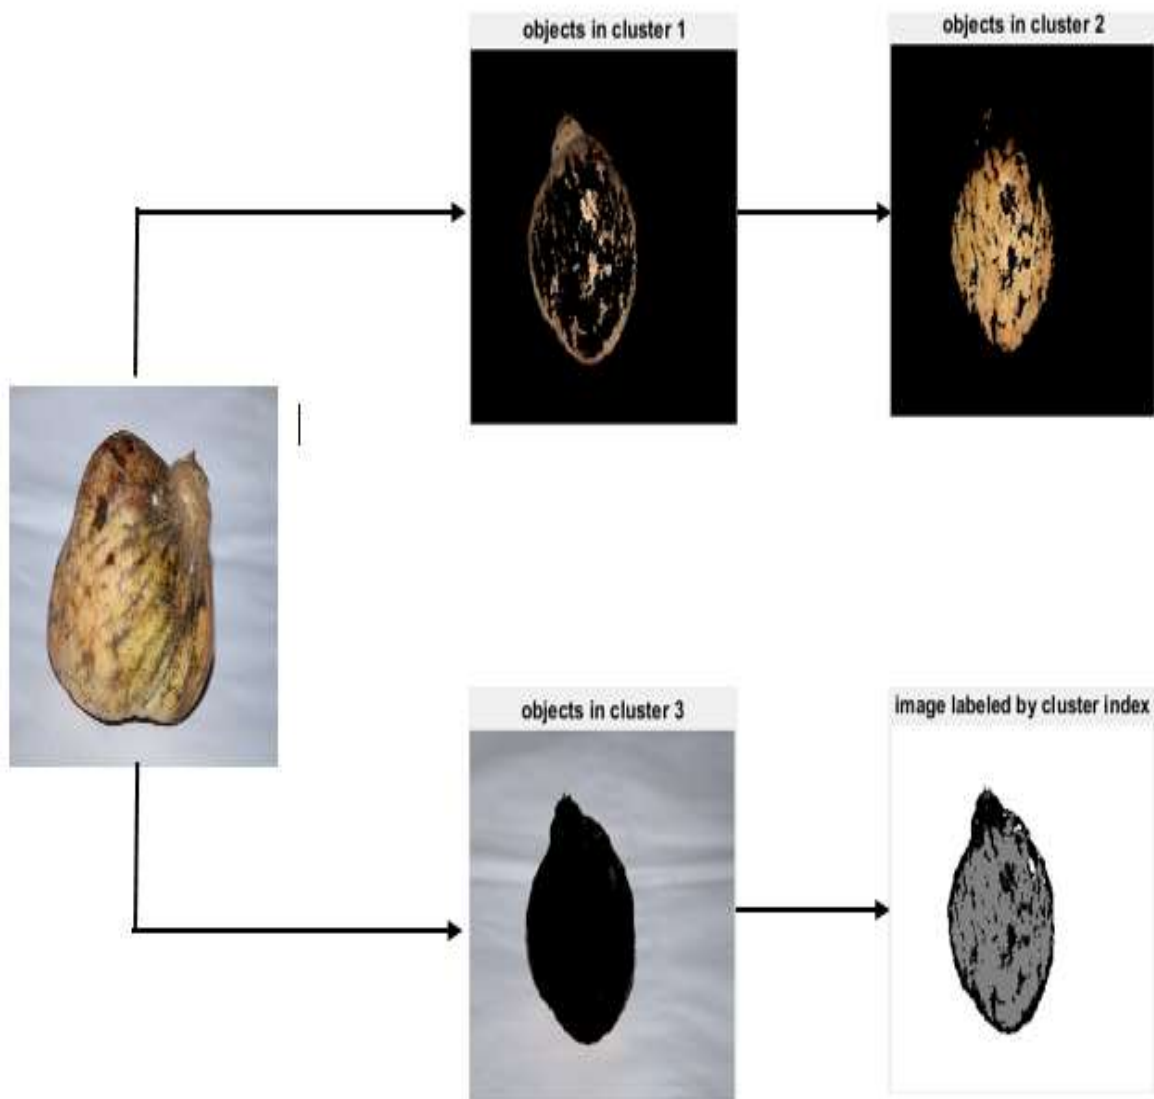 objects in cluster 1
objects in cluster 2
objects in cluster 3
image labeled by cluster index